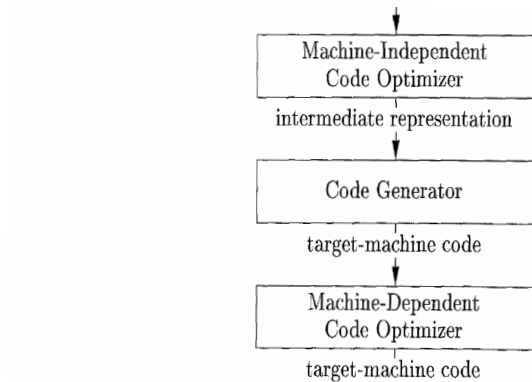 Machine-Independent
Code Optimizer
intermediate representation
Code Generator
target-machine code
Machine-Dependent
Code Optimizer
target-machine code